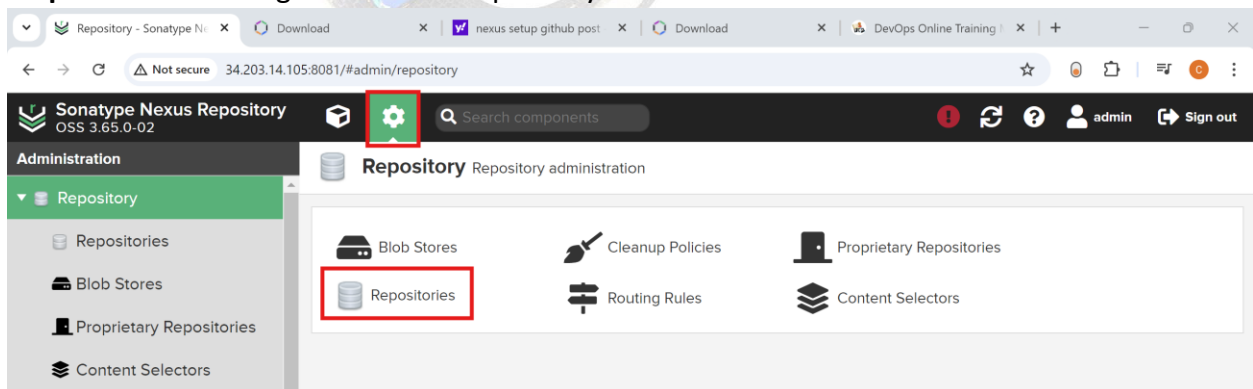 Repository - Sonatype Ne
Download
nexus setup github post
Download
DevOps Online Training
Not secure 34.203.14.105:8081/#admin/repository
C
Sonatype Nexus Repository
OSS 3.65.0-02
Search components
admin
Sign out
Administration
Repository Repository administration
Repository
Repositories
Blob Stores
Proprietary Repositories
Content Selectors
Blob Stores
Cleanup Policies
Proprietary Repositories
Repositories
Routing Rules
Content Selectors